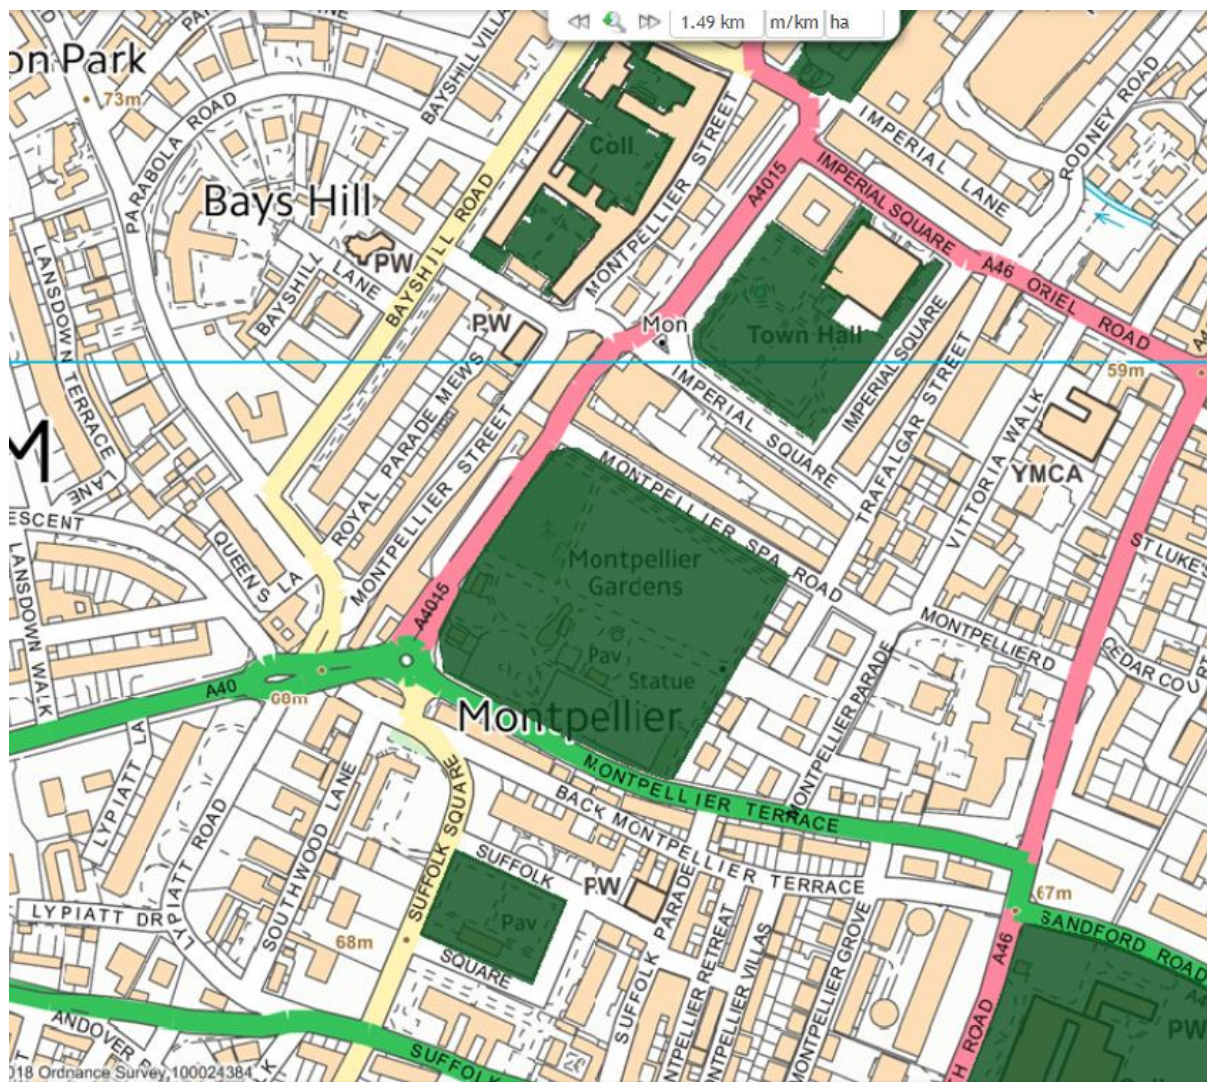 1.49 km m/km ha
on Park
73m
PARABOLA ROAD
BAYSHILL VILL
Coll
MONTPELLIER STREET
A4015
IMPERIAL LANE
RODNEY ROAD
IMPERIAL SQUARE
Bays Hill
BAYSHILL ROAD
PW
BAYSHILL LANE
LANSDOWN TERRACE LANE
A46 ORIEL ROAD
MONTPELLIER
Mon
Town Hall
PW
59m
ROYAL PARADE MEWS
MONTPELLIER STREET
IMPERIAL SQUARE
IMPERIAL SQUARE
TRAFALGAR STREET
VITTORIA WALK
YMCA
M
ESCENT
LANSDOWN WALK
QUEEN'S LA
MONTPELLIER SPA ROAD
ST LUKE'S
Montpellier
Gardens
A4015
Pav
Statue
MONTPELLIER D
CEDAR CO
MONTPELLIER PARADE
A40
68m
Montpellier
MONTPELLIER TERRACE
BACK MONTPELLIER TERRACE
LYPIATT LA
LYPIATT ROAD
SOUTHWOOD LANE
SUFFOLK SQUARE
SUFFOLK
PW
67m
SANDFORD ROAD
LYPIATT DR
Pav
68m
SQUARE
SUFFOLK PARADE
NTPELLIER RETREAT
MONTPELLIER VILLAS
MONTPELLIER GROVE
A46
TH ROAD
PW
ANDOVER
SUFFOLK
018 Ordnance Survey 100024384